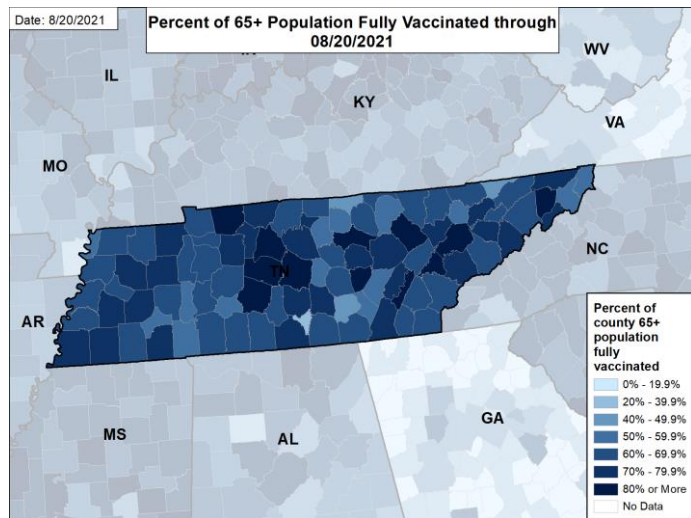 Date: 8/20/2021
Percent of 65+ Population Fully Vaccinated through
08/20/2021
WV
IL
KY
VA
MO
TN
NC
AR
MS
AL
GA
Percent of
county 65+
population
fully
vaccinated
0% - 19.9%
20% - 39.9%
40% - 49.9%
50% - 59.9%
60% - 69.9%
70% - 79.9%
80% or More
No Data